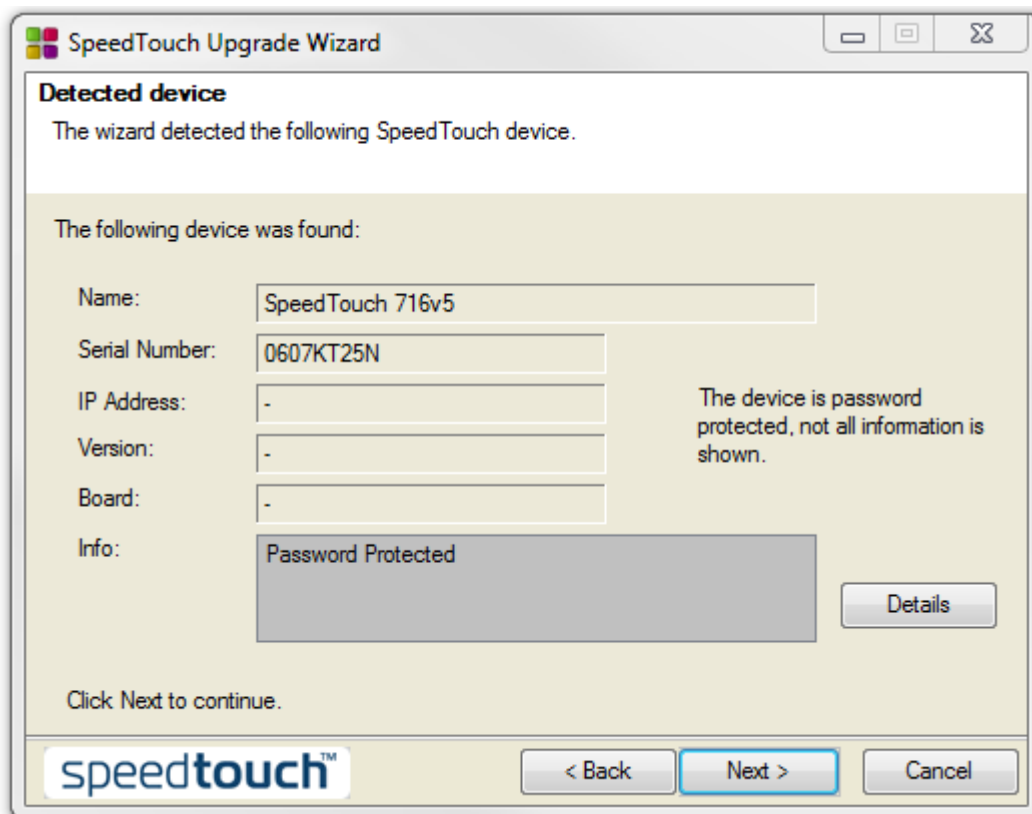 SpeedTouch Upgrade Wizard
Detected device
The wizard detected the following SpeedTouch device.
The following device was found:
Name:
SpeedTouch 716v5
Serial Number:
0607KT25N
IP Address:
-
The device is password
protected, not all information is
shown.
Version:
-
Board:
-
Info:
Password Protected
Details
Click Next to continue.
speedtouch™
< Back
Next >
Cancel